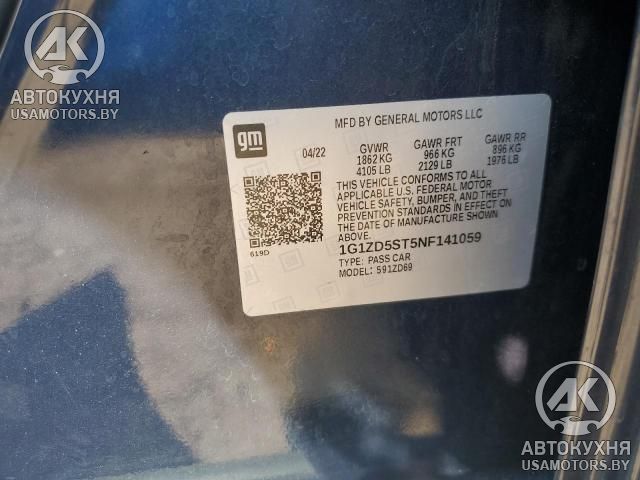 AK
АВТОКУХНЯ
USAMOTORS.BY
MFD BY GENERAL MOTORS LLC
gm
04/22
GVWR
1862 KG
4105 LB
GAWR FRT
966 KG
2129 LB
GAWR RR
896 KG
1976 LB
THIS VEHICLE CONFORMS TO ALL
APPLICABLE U.S. FEDERAL MOTOR
VEHICLE SAFETY, BUMPER, AND THEFT
PREVENTION STANDARDS IN EFFECT ON
THE DATE OF MANUFACTURE SHOWN
ABOVE.
619D
1G1ZD5ST5NF141059
TYPE: PASS CAR
MODEL: 591ZD69
AK
АВТОКУХНЯ
USAMOTORS.BY